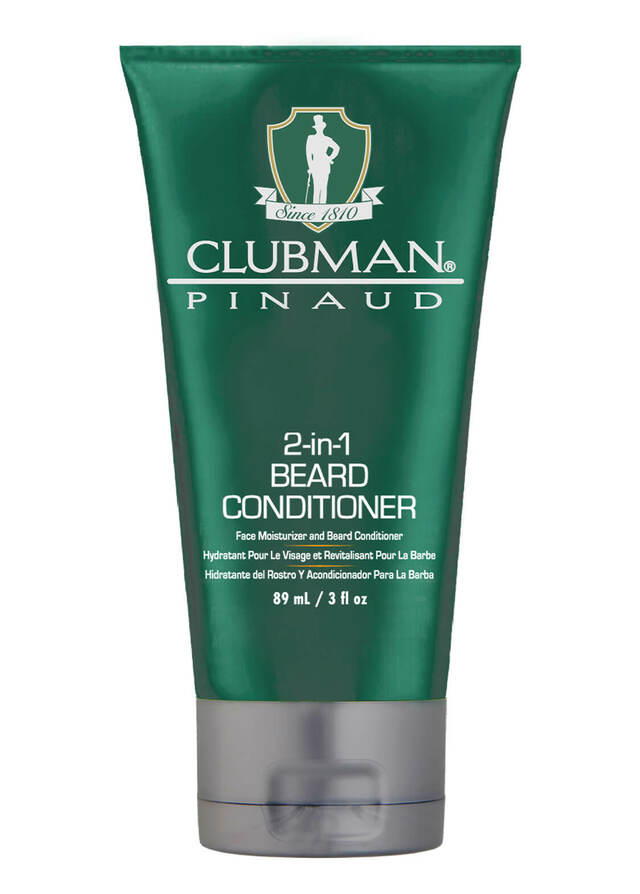 Since 1810
CLUBMAN®
PINAUD
2-in-1
BEARD
CONDITIONER
Face Moisturizer and Beard Conditioner
Hydratant Pour Le Visage et Revitalisant Pour La Barbe
Hidratante del Rostro Y Acondicionador Para La Barba
89 mL / 3 fl oz